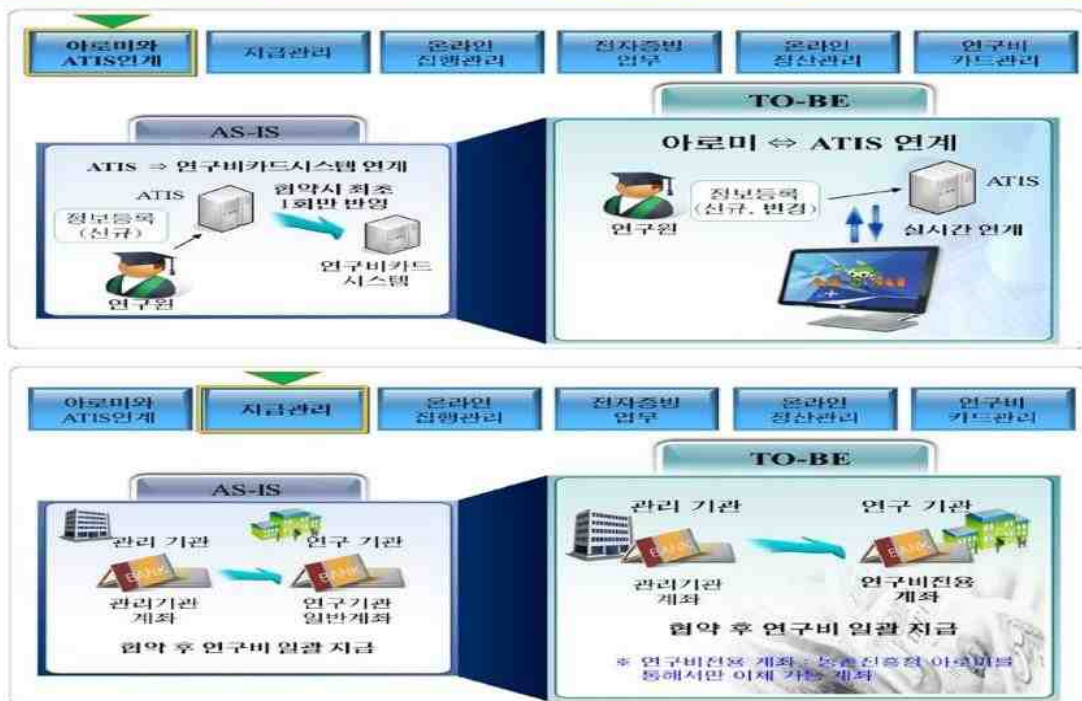 아로미와
ATIS연계
지급관리
온라인
집행관리
전자증빙
업무
온라인
정산관리
연구비
카드관리
AS-IS
ATIS ⇒ 연구비카드시스템 연계
ATIS
협약시 최초
1회만 반영
정보등록
(신규)
연구비카드
시스템
연구원
TO-BE
아로미 ⇔ ATIS 연계
정보등록
(신규, 변경)
ATIS
연구원
실시간 연계
아로미와
ATIS연계
지급관리
온라인
집행관리
전자증빙
업무
온라인
정산관리
연구비
카드관리
AS-IS
관리 기관
연구 기관
BANK
BANK
관리기관
계좌
연구기관
일반계좌
협약 후 연구비 일괄 지급
TO-BE
관리 기관
연구 기관
BANK
BANK
관리기관
계좌
연구비전용
계좌
협약 후 연구비 일괄 지급
※ 연구비전용 계좌 : 농촌진흥청 아로미를
통해서만 이체 가능 계좌